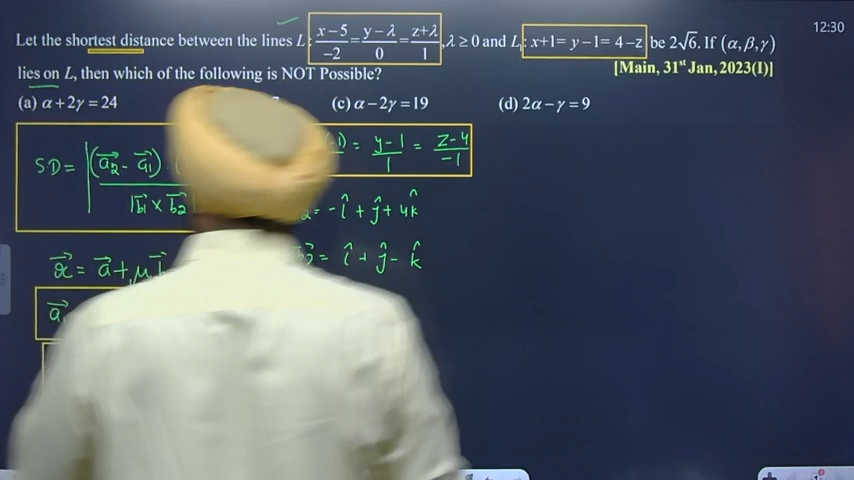 12:30
Let the shortest distance between the lines L: (x−5)/−2 = (y−λ)/0 = (z+λ)/1, λ ≥ 0 and L₁: x+1 = y−1 = 4−z be 2√6. If (α, β, γ)
lies on L, then which of the following is NOT Possible?
[Main, 31st Jan, 2023(I)]
(a) α + 2γ = 24 (c) α − 2γ = 19 (d) 2α − γ = 9
SD = |(a₂⃗ − a₁⃗) ·
|b₁⃗ × b₂⃗
= (y−1)/1 = (z−4)/−1
= −î + ĵ + 4k̂
= î + ĵ − k̂
= a⃗ + μ
a⃗